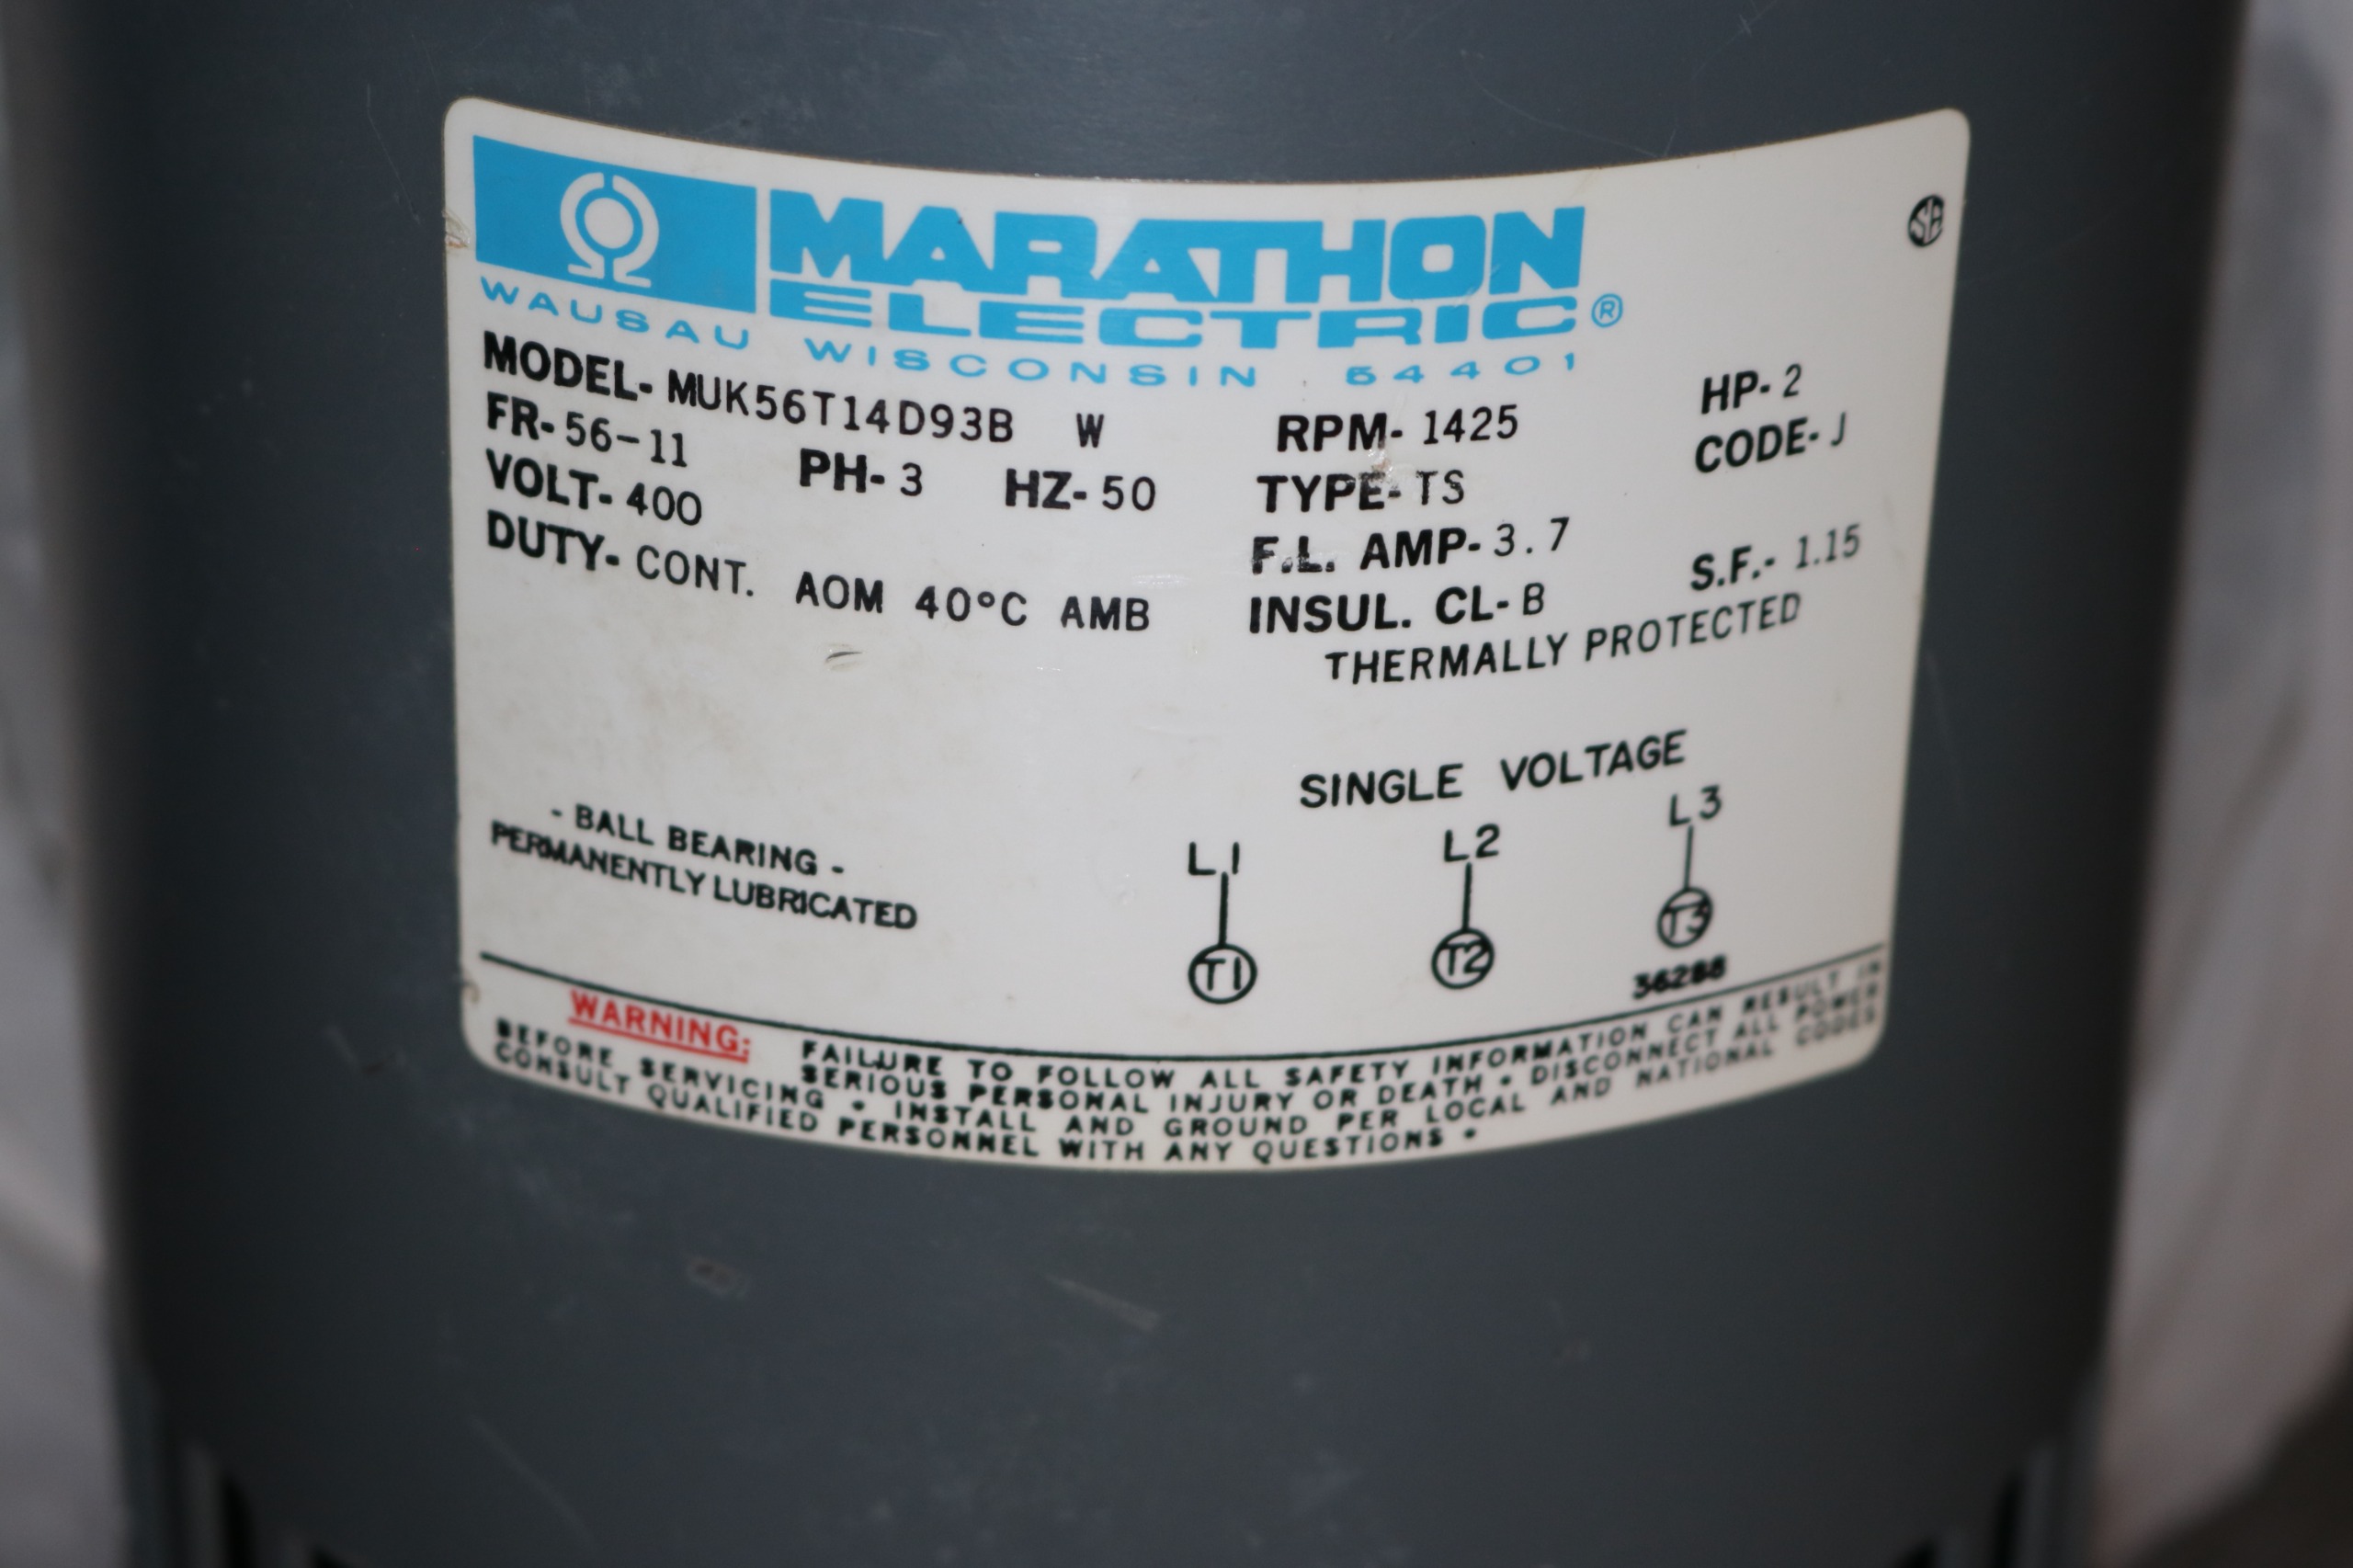 MARATHON
ELECTRIC®
WAUSAU WISCONSIN 54401
MODEL- MUK56T14D93B W RPM- 1425 HP- 2
FR- 56-11 PH- 3 HZ- 50 TYPE- TS CODE- J
VOLT- 400 F.L. AMP- 3.7
DUTY- CONT. AOM 40°C AMB INSUL. CL- B S.F.- 1.15
THERMALLY PROTECTED
SINGLE VOLTAGE
L1 L2 L3
T1 T2 T3
- BALL BEARING -
PERMANENTLY LUBRICATED
36288
WARNING: FAILURE TO FOLLOW ALL SAFETY INFORMATION CAN RESULT IN
SERIOUS PERSONAL INJURY OR DEATH • DISCONNECT ALL POWER
BEFORE SERVICING • INSTALL AND GROUND PER LOCAL AND NATIONAL CODES
CONSULT QUALIFIED PERSONNEL WITH ANY QUESTIONS •